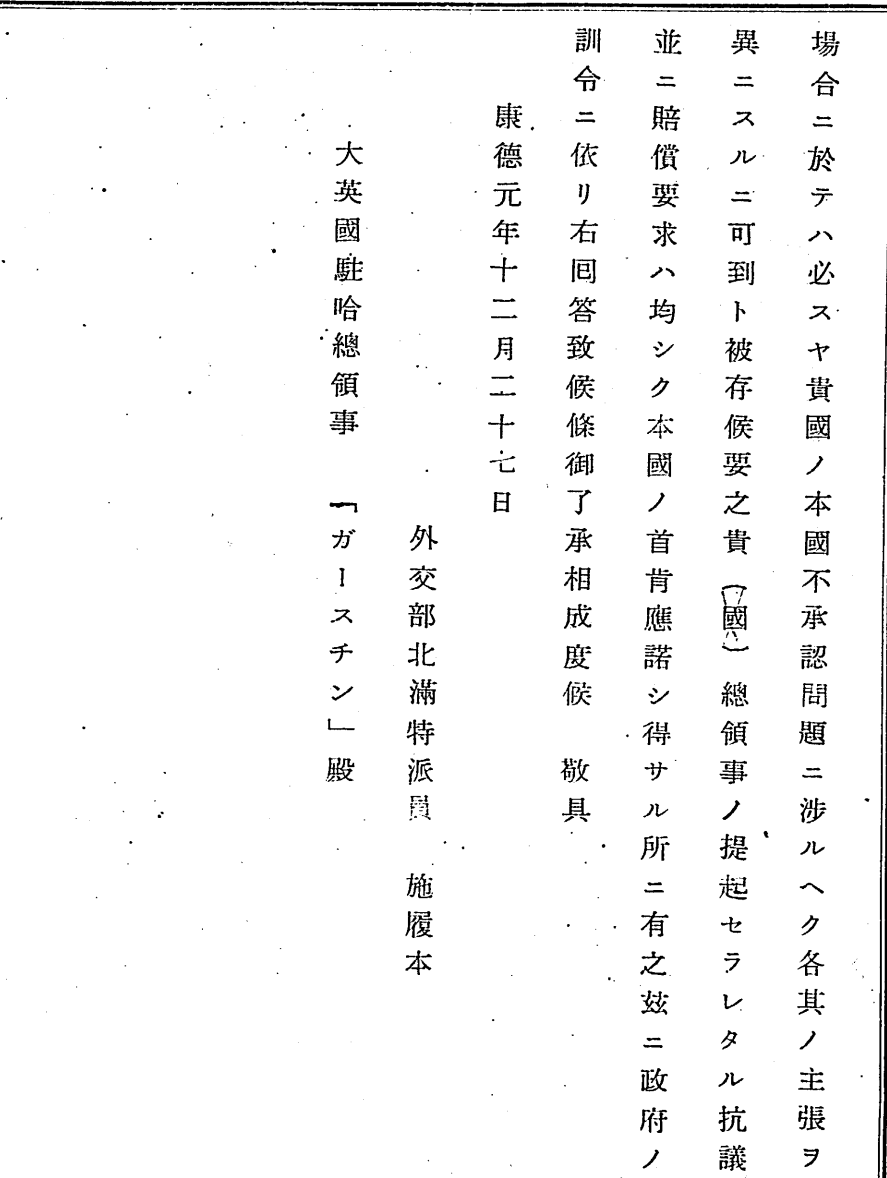 場合ニ於テハ必スヤ貴國ノ本國不承認問題ニ涉ルヘク各其ノ主張ヲ
異ニスルニ可到ト被存候要之貴(國)總領事ノ提起セラレタル抗議
並ニ賠償要求ハ均シク本國ノ首肯應諾シ得サル所ニ有之玆ニ政府ノ
訓令ニ依リ右囘答致候條御了承相成度候 敬具
康德元年十二月二十七日
外交部北滿特派員 施履本
大英國駐哈總領事 「ガースチン」殿